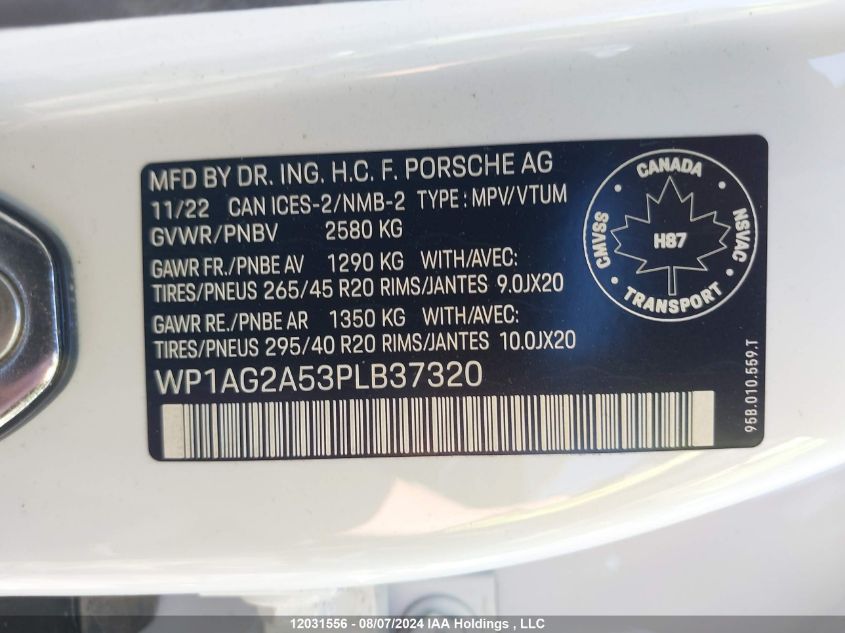 MFD BY DR. ING. H.C. F. PORSCHE AG
11/22 CAN ICES-2/NMB-2 TYPE : MPV/VTUM
GVWR/PNBV 2580 KG
GAWR FR./PNBE AV 1290 KG WITH/AVEC:
TIRES/PNEUS 265/45 R20 RIMS/JANTES 9.0JX20
GAWR RE./PNBE AR 1350 KG WITH/AVEC:
TIRES/PNEUS 295/40 R20 RIMS/JANTES 10.0JX20
WP1AG2A53PLB37320
CANADA
CMVSS
H87
NSVAC
TRANSPORT
95B.010.559.T
12031556 - 08/07/2024 IAA Holdings , LLC